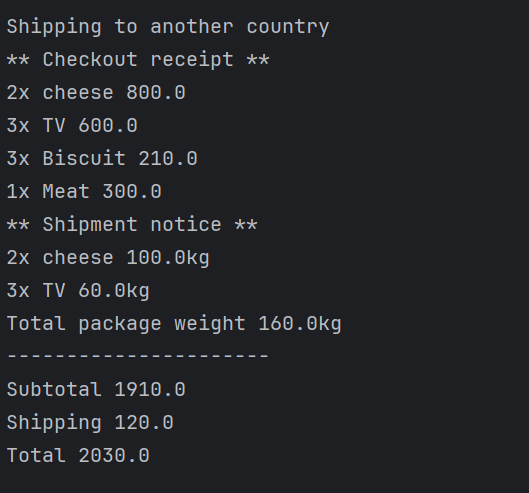 Shipping to another country
** Checkout receipt **
2x cheese 800.0
3x TV 600.0
3x Biscuit 210.0
1x Meat 300.0
** Shipment notice **
2x cheese 100.0kg
3x TV 60.0kg
Total package weight 160.0kg
----------------------
Subtotal 1910.0
Shipping 120.0
Total 2030.0